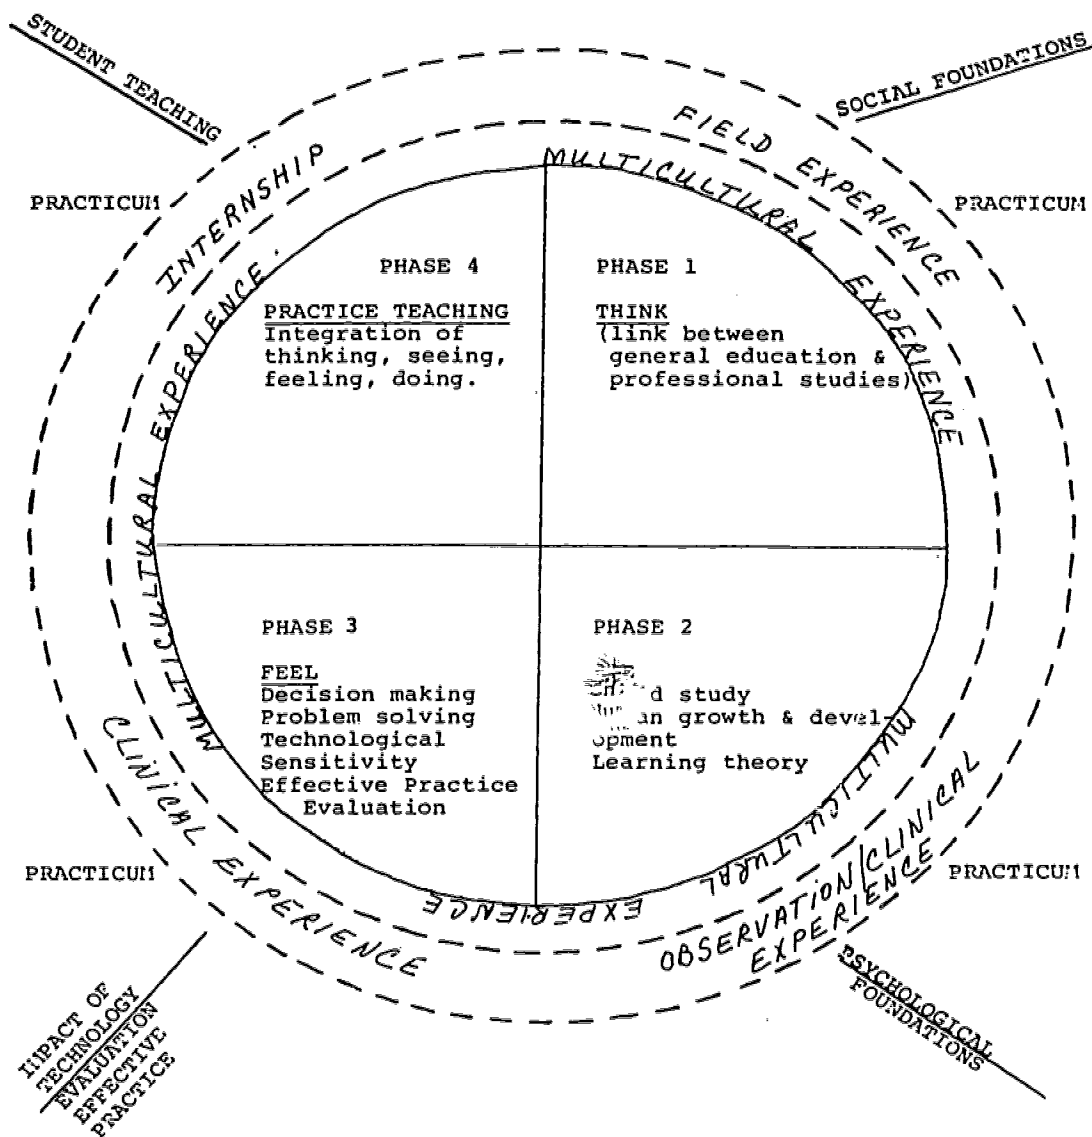 STUDENT TEACHING
SOCIAL FOUNDATIONS
PRACTICUM
PRACTICUM
INTERNSHIP
FIELD EXPERIENCE
MULTICULTURAL EXPERIENCE
MULTICULTURAL EXPERIENCE
PHASE 4
PRACTICE TEACHING
Integration of
thinking, seeing,
feeling, doing.
PHASE 1
THINK
(link between
general education &
professional studies)
PHASE 3
FEEL
Decision making
Problem solving
Technological
Sensitivity
Effective Practice
Evaluation
PHASE 2
study
growth & devel-
opment
Learning theory
MULTICULTURAL EXPERIENCE
CLINICAL EXPERIENCE
OBSERVATION/CLINICAL
EXPERIENCE
PRACTICUM
PRACTICUM
IMPACT OF
TECHNOLOGY
EVALUATION
EFFECTIVE
PRACTICE
PSYCHOLOGICAL
FOUNDATIONS